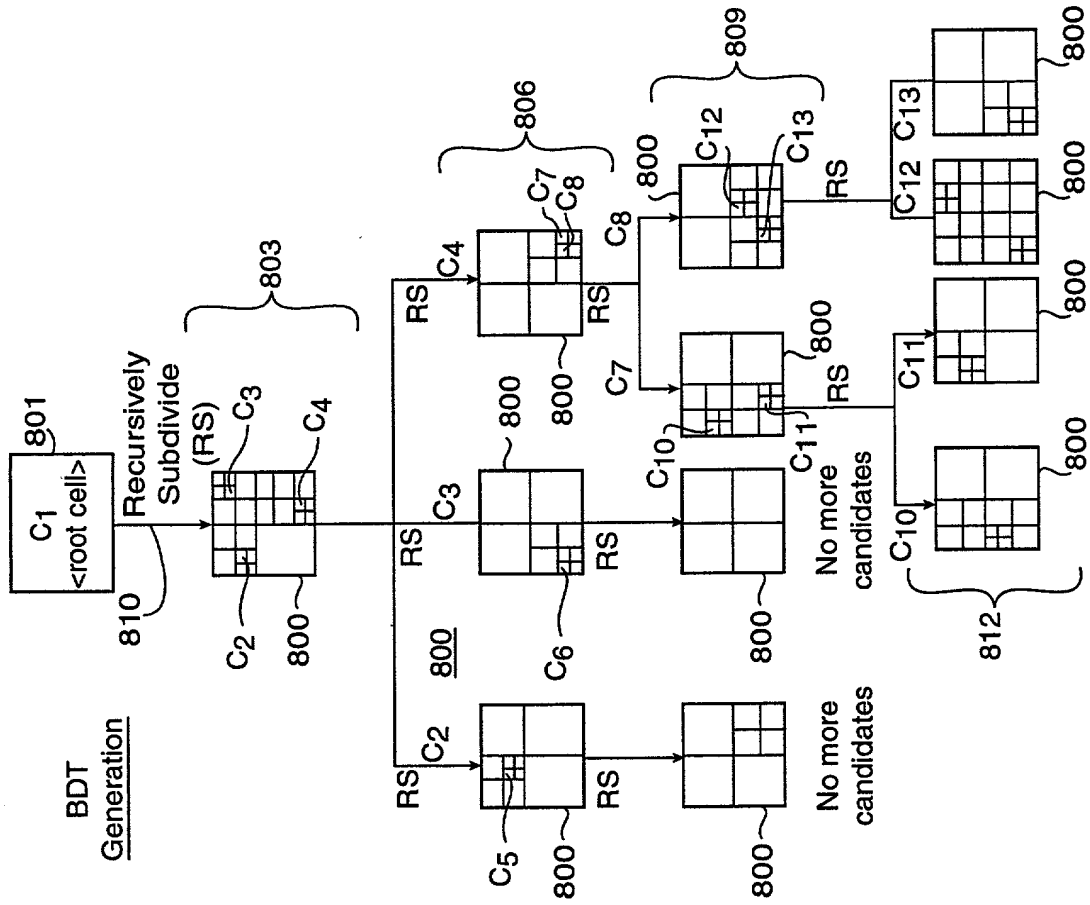 BDT
Generation
C1
<root cell>
801
810
Recursively
Subdivide
(RS)
803
C2
C3
C4
800
RS
C2
RS
C3
RS
C4
806
800
C5
800
RS
800
C6
RS
C7
C8
800
RS
800
No more
candidates
800
No more
candidates
C7
C8
809
C10
C11
800
RS
800
C12
C13
RS
C10
C11
C12
C13
812
800
800
800
800